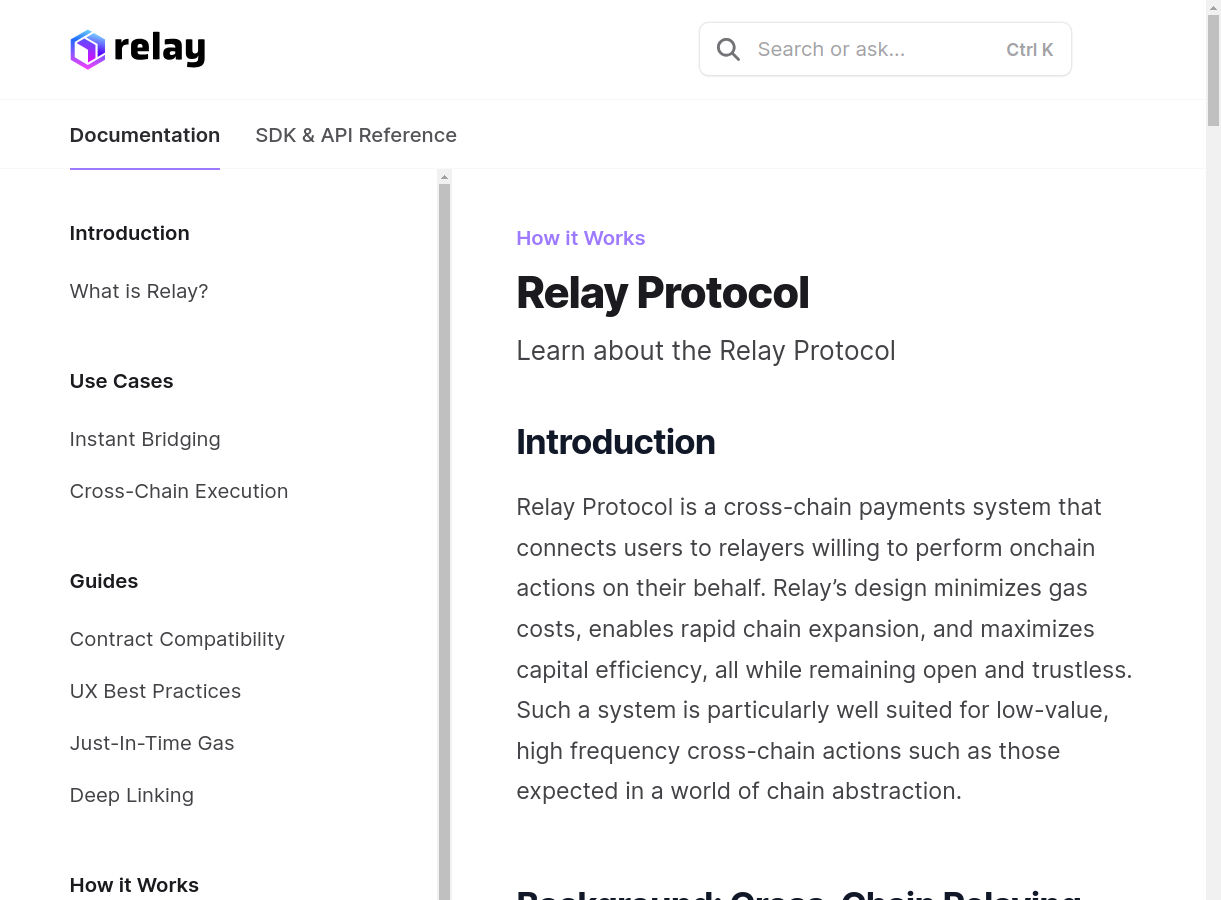 relay
Search or ask...
Ctrl K
Documentation
SDK & API Reference
Introduction
What is Relay?
Use Cases
Instant Bridging
Cross-Chain Execution
Guides
Contract Compatibility
UX Best Practices
Just-In-Time Gas
Deep Linking
How it Works
How it Works
Relay Protocol
Learn about the Relay Protocol
Introduction
Relay Protocol is a cross-chain payments system that
connects users to relayers willing to perform onchain
actions on their behalf. Relay’s design minimizes gas
costs, enables rapid chain expansion, and maximizes
capital efficiency, all while remaining open and trustless.
Such a system is particularly well suited for low-value,
high frequency cross-chain actions such as those
expected in a world of chain abstraction.
Background: Cross-Chain Relaying